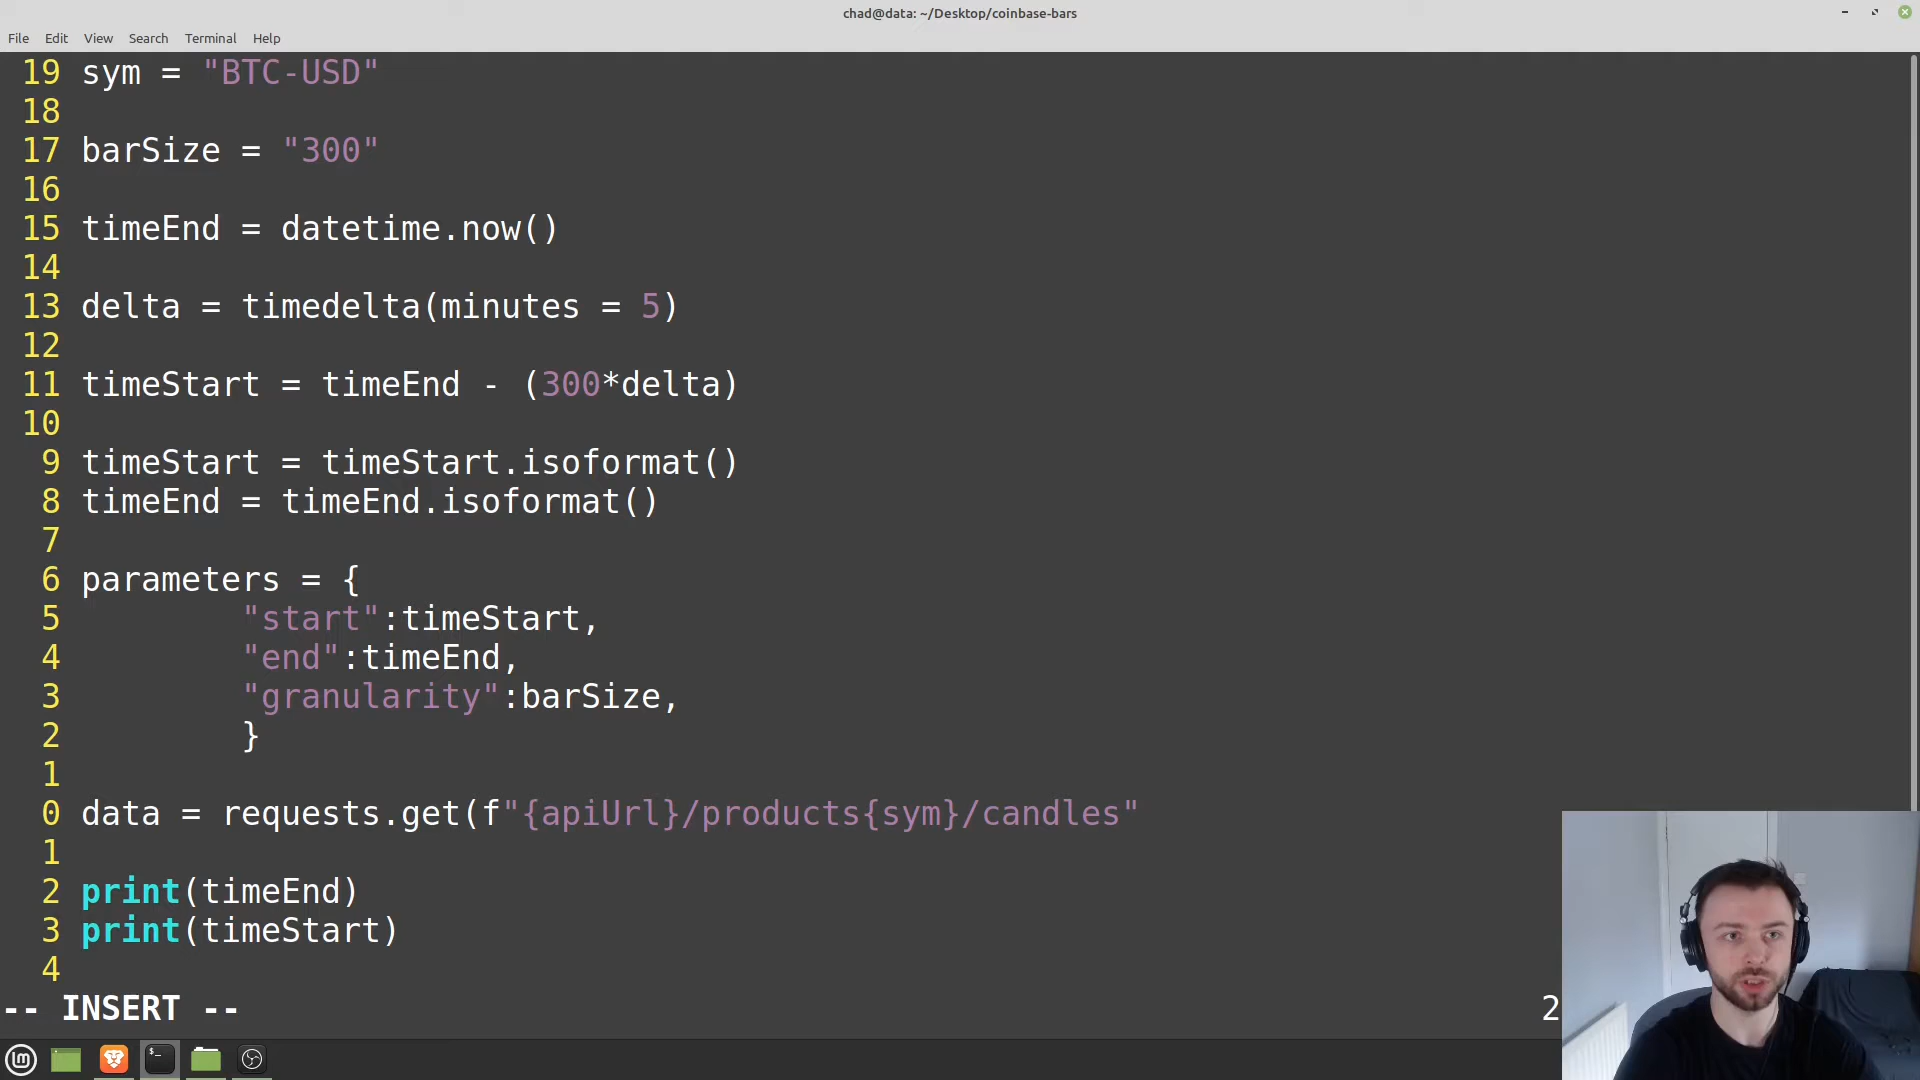 chad@data: ~/Desktop/coinbase-bars
File Edit View Search Terminal Help
19 sym = "BTC-USD"
18
17 barSize = "300"
16
15 timeEnd = datetime.now()
14
13 delta = timedelta(minutes = 5)
12
11 timeStart = timeEnd - (300*delta)
10
9 timeStart = timeStart.isoformat()
8 timeEnd = timeEnd.isoformat()
7
6 parameters = {
5 "start":timeStart,
4 "end":timeEnd,
3 "granularity":barSize,
2 }
1
0 data = requests.get(f"{apiUrl}/products{sym}/candles"
1
2 print(timeEnd)
3 print(timeStart)
4
-- INSERT -- 2